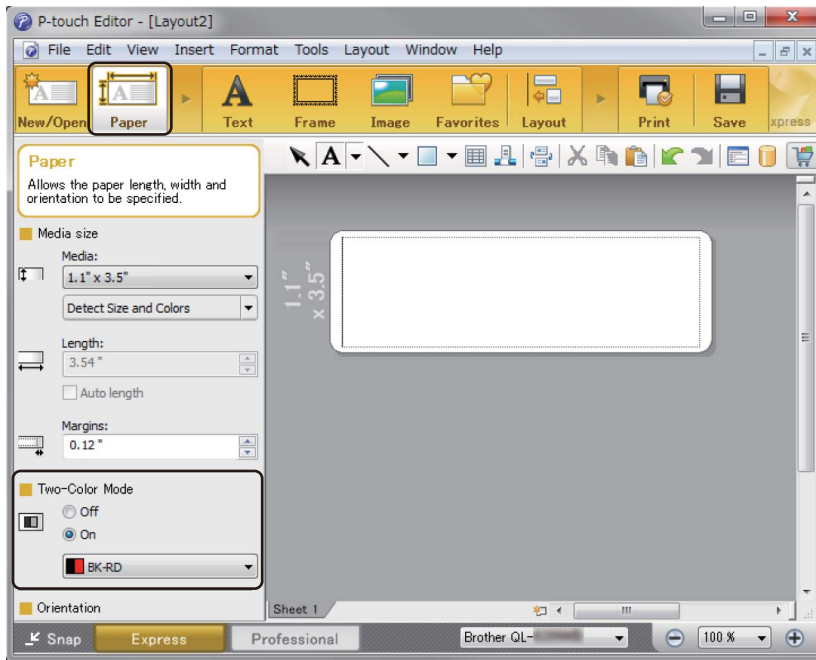 P-touch Editor - [Layout2]
File Edit View Insert Format Tools Layout Window Help
New/Open Paper Text Frame Image Favorites Layout Print Save xpress
A
Paper
Allows the paper length, width and
orientation to be specified.
Media size
Media:
1.1" x 3.5"
Detect Size and Colors
Length:
3.54 "
Auto length
Margins:
0.12 "
Two-Color Mode
Off
On
BK-RD
Orientation
1.1"
x 3.5"
Sheet 1
Snap Express Professional Brother QL- 100 %